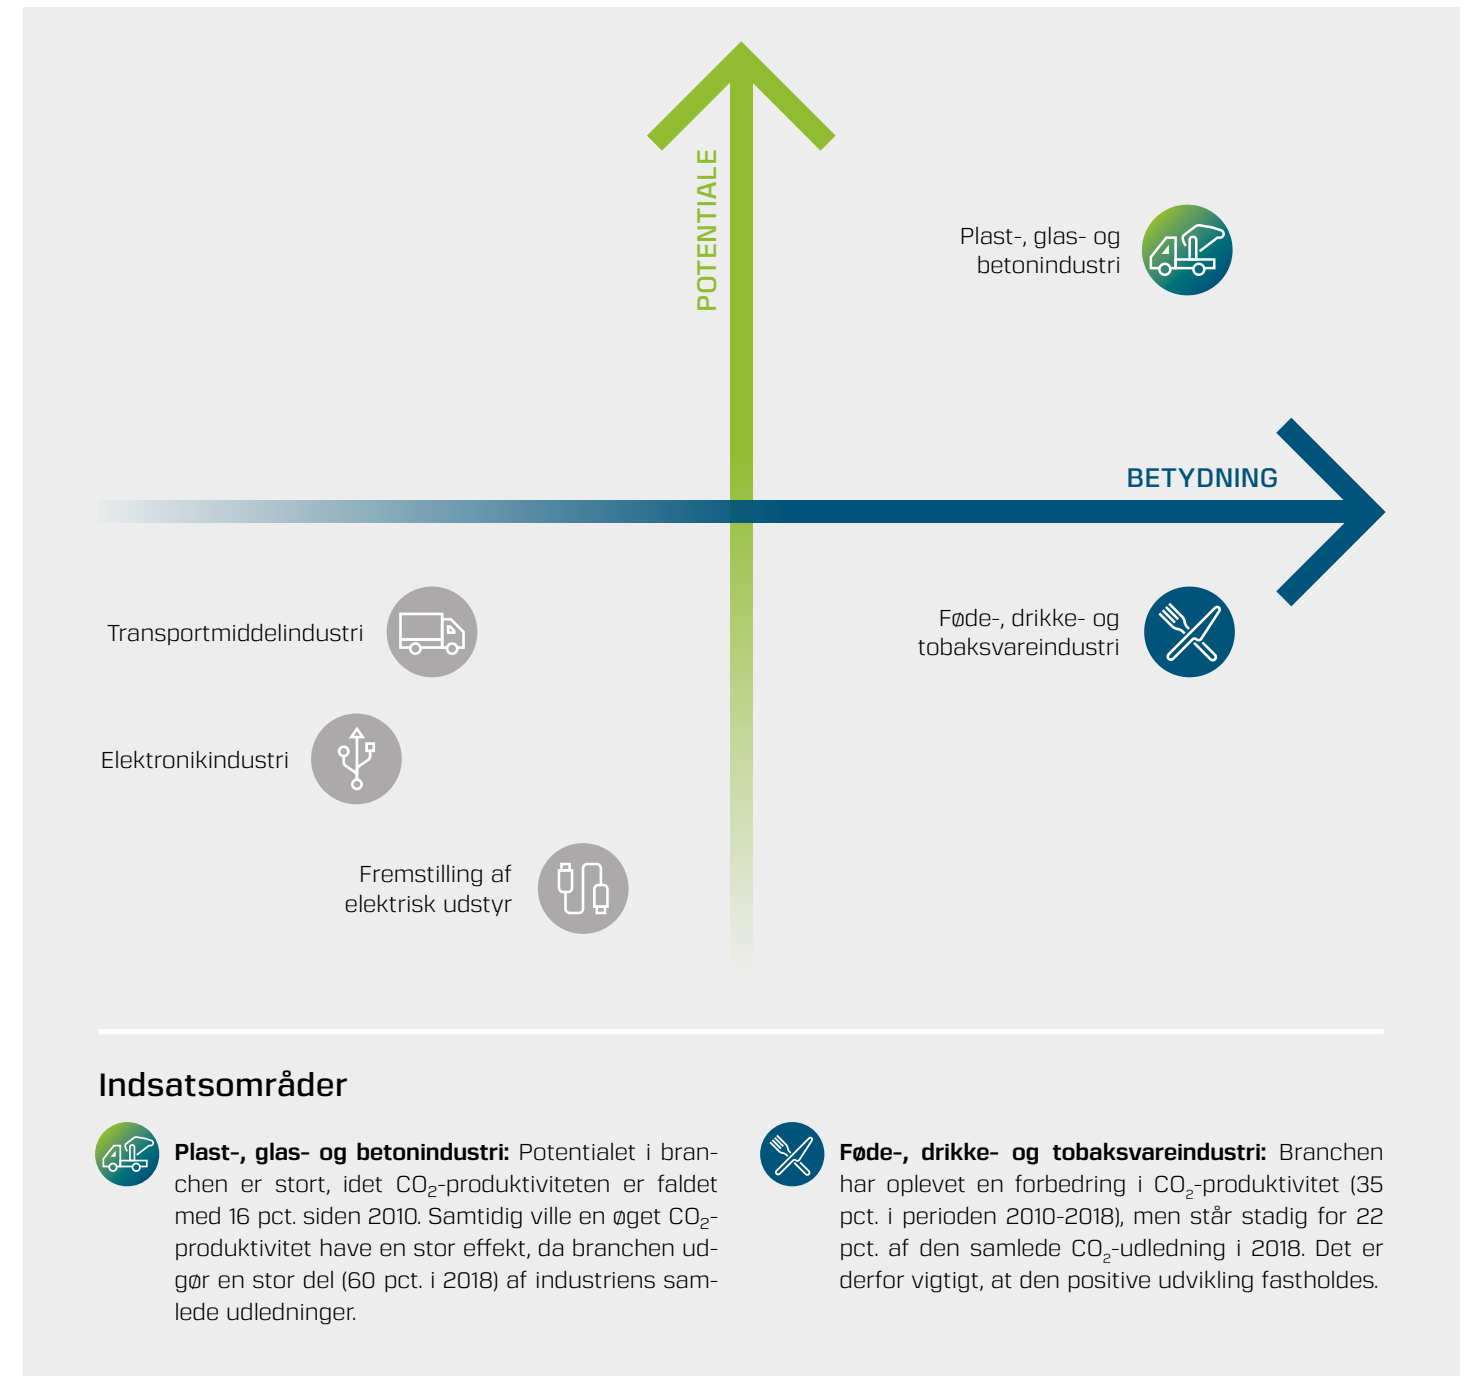 POTENTIALE
Plast-, glas- og
betonindustri
BETYDNING
Transportmiddelindustri
Føde-, drikke- og
tobaksvareindustri
Elektronikindustri
Fremstilling af
elektrisk udstyr
Indsatsområder
Plast-, glas- og betonindustri: Potentialet i bran-
chen er stort, idet CO₂-produktiviteten er faldet
med 16 pct. siden 2010. Samtidig ville en øget CO₂-
produktivitet have en stor effekt, da branchen ud-
gør en stor del (60 pct. i 2018) af industriens sam-
lede udledninger.
Føde-, drikke- og tobaksvareindustri: Branchen
har oplevet en forbedring i CO₂-produktivitet (35
pct. i perioden 2010-2018), men står stadig for 22
pct. af den samlede CO₂-udledning i 2018. Det er
derfor vigtigt, at den positive udvikling fastholdes.